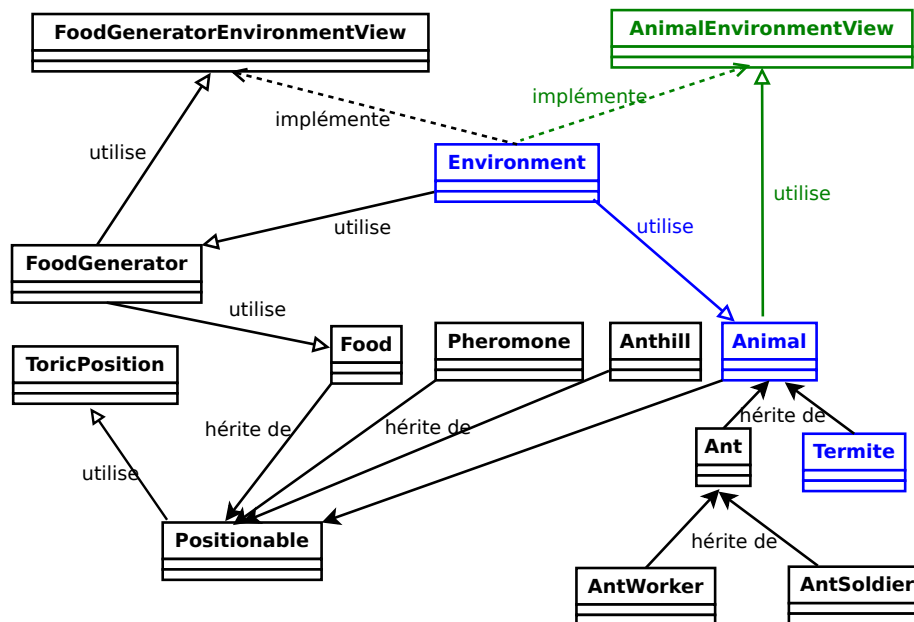 FoodGeneratorEnvironmentView
AnimalEnvironmentView
implémente
implémente
utilise
Environment
utilise
utilise
utilise
FoodGenerator
utilise
Food
Pheromone
Anthill
Animal
ToricPosition
hérite de
hérite de
hérite de
Ant
Termite
utilise
Positionable
hérite de
AntWorker
AntSoldier